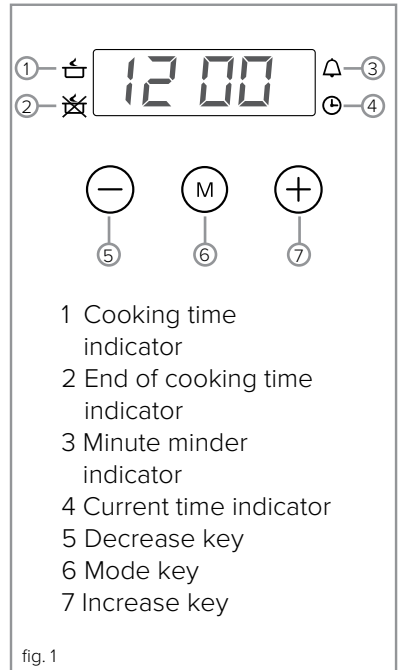 1
12 00
3
2
4
M
5
6
7
1 Cooking time
indicator
2 End of cooking time
indicator
3 Minute minder
indicator
4 Current time indicator
5 Decrease key
6 Mode key
7 Increase key
fig. 1